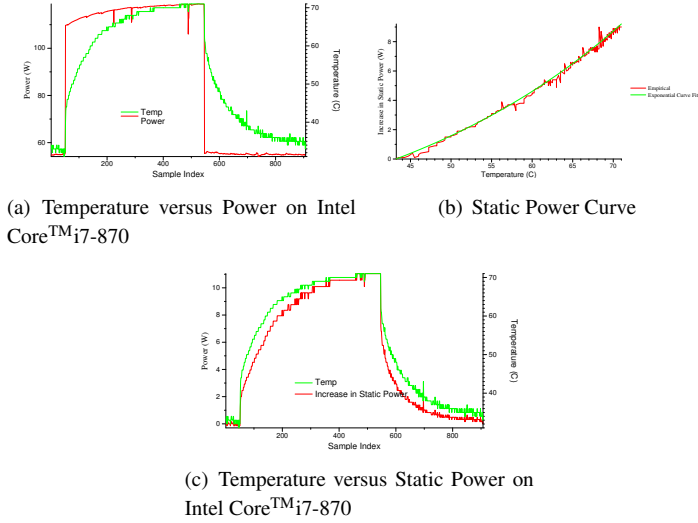 100
80
60
Power (W)
70
60
50
40
Temperature (C)
Temp
Power
200 400 600 800
Sample Index
8
6
4
2
0
Increase in Static Power (W)
Empirical
Exponential Curve Fit
45 50 55 60 65 70
Temperature (C)
(a) Temperature versus Power on Intel
Core™i7-870
(b) Static Power Curve
10
8
6
4
2
0
Power (W)
70
60
50
40
Temperature (C)
Temp
Increase in Static Power
200 400 600 800
Sample Index
(c) Temperature versus Static Power on
Intel Core™i7-870